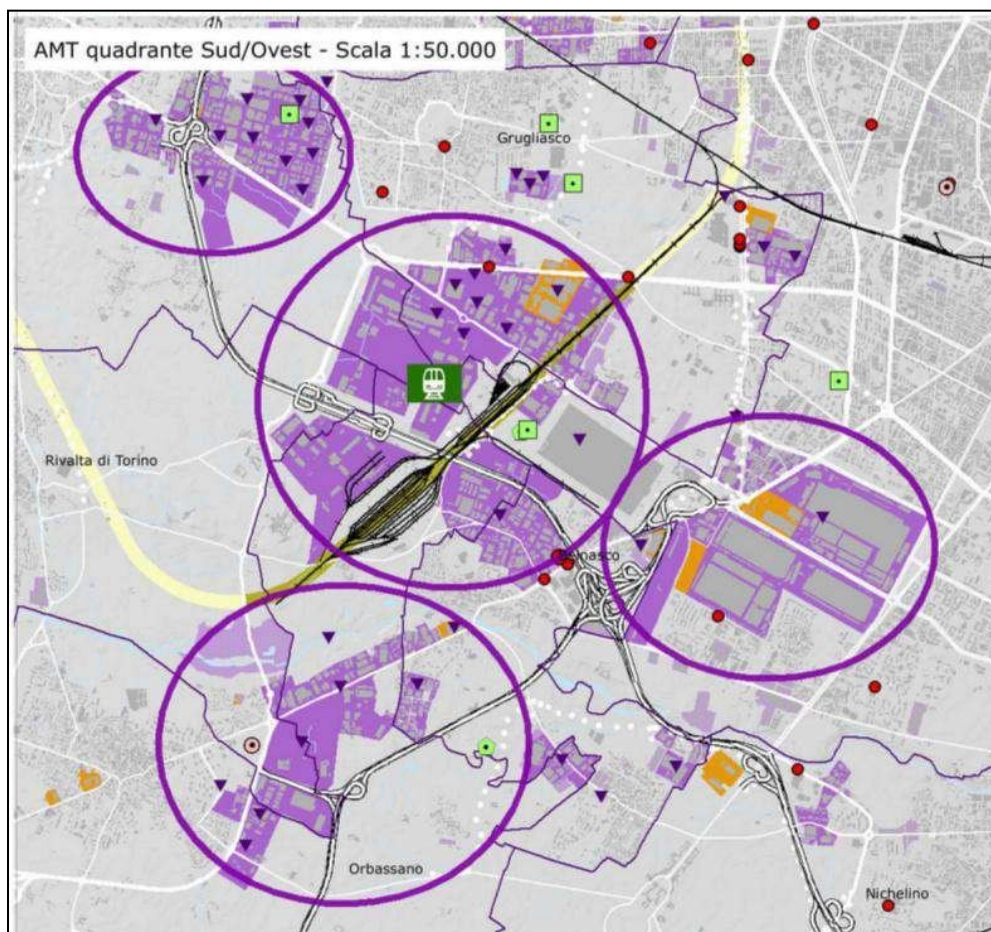 AMT quadrante Sud/Ovest - Scala 1:50.000
Grugliasco
Rivalta di Torino
Orbassano
Nichelino